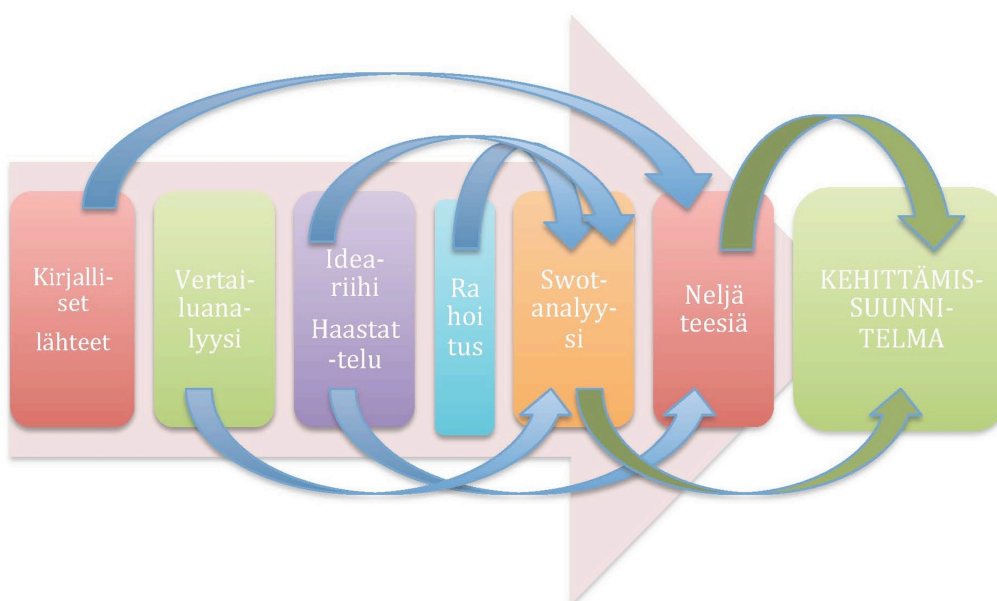 Kirjalli-
set
lähteet
Vertai-
luana-
lyysi
Idea-
riihi
Haastat
-telu
Ra
hoi
tus
Swot-
analyy-
si
Neljä
teesiä
KEHITTÄMIS-
SUUNNI-
TELMA